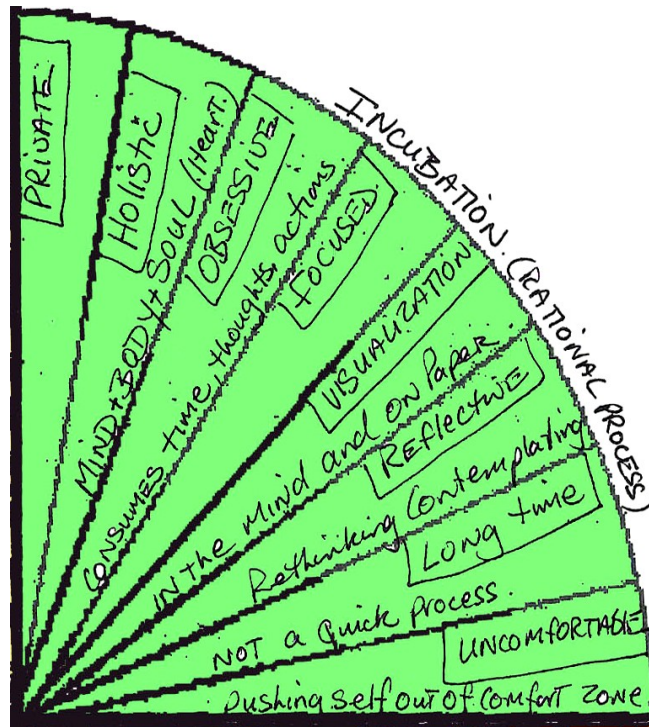 INCUBATION (RATIONAL PROCESS)
PRIVATE
Holistic
MIND + BODY + SOUL (Heart)
OBSESSIVE
CONSUMES time, thoughts, actions
FOCUSED
VISUALIZATION
IN the MIND and on Paper
REFLECTIVE
Rethinking Contemplating
Long time
NOT a Quick Process.
UNCOMFORTABLE
Pushing Self out of Comfort Zone.